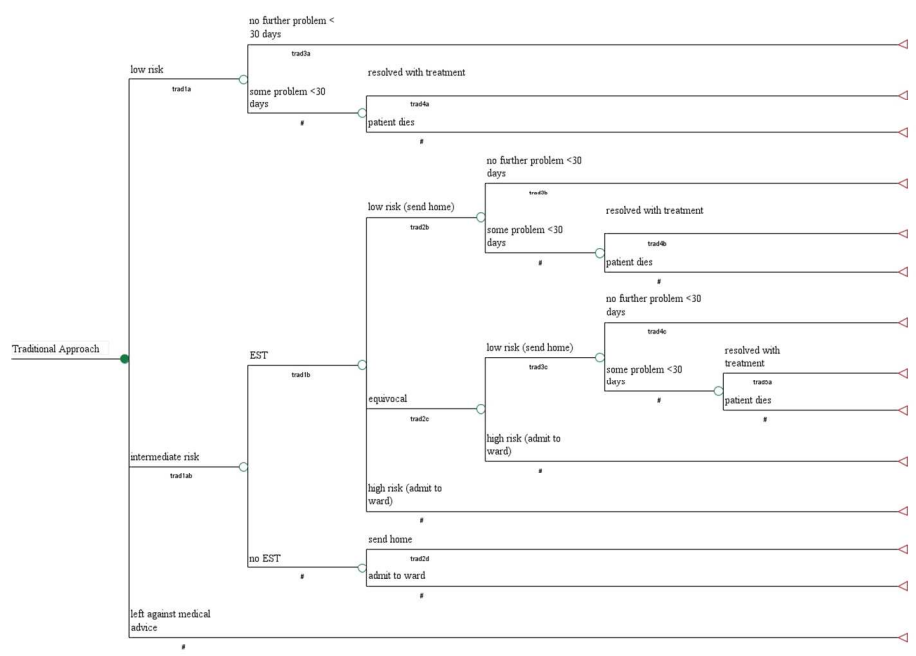 no further problem <
30 days
trad3a
low risk
trad1a
resolved with treatment
some problem <30
days
#
trad4a
patient dies
#
no further problem <30
days
trad3b
low risk (send home)
trad2b
resolved with treatment
some problem <30
days
#
trad4b
patient dies
#
no further problem <30
days
trad4c
Traditional Approach
EST
trad1b
low risk (send home)
trad3c
resolved with
treatment
some problem <30
days
#
trad5a
patient dies
#
equivocal
trad2c
high risk (admit to
ward)
#
intermediate risk
trad1ab
high risk (admit to
ward)
#
send home
no EST
#
trad2d
admit to ward
#
left against medical
advice
#